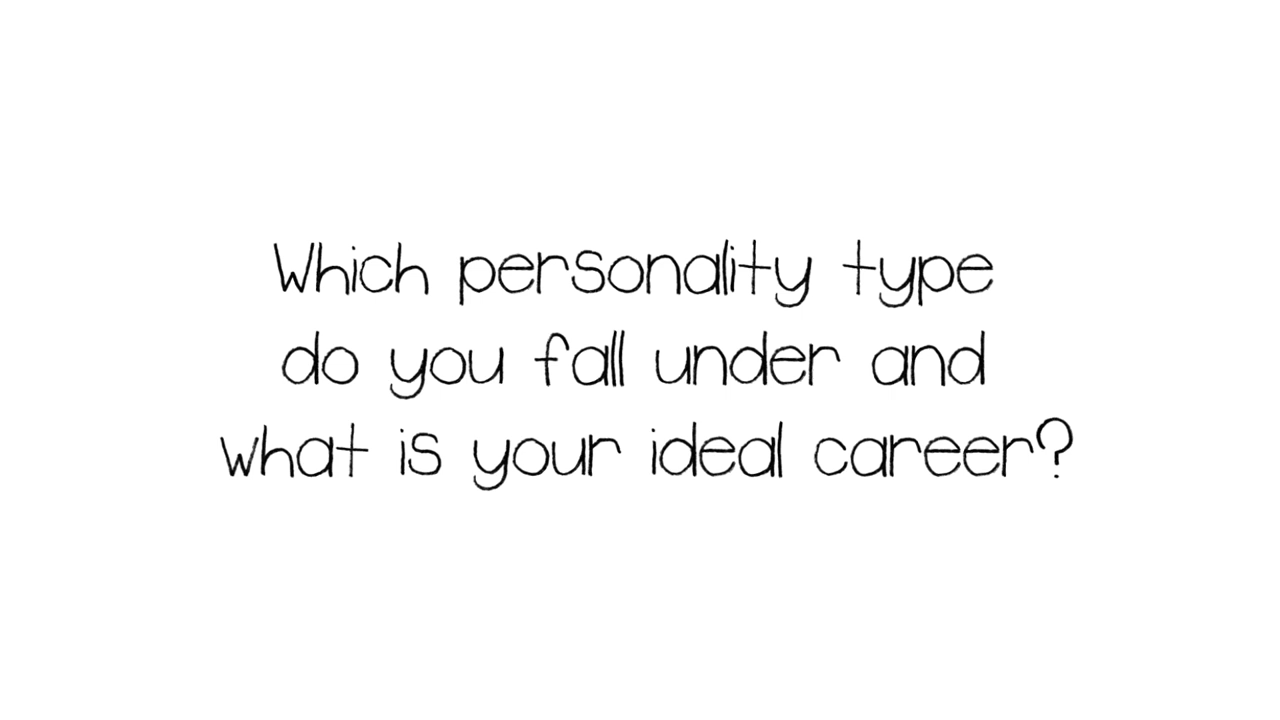 Which personality type
do you fall under and
what is your ideal career?